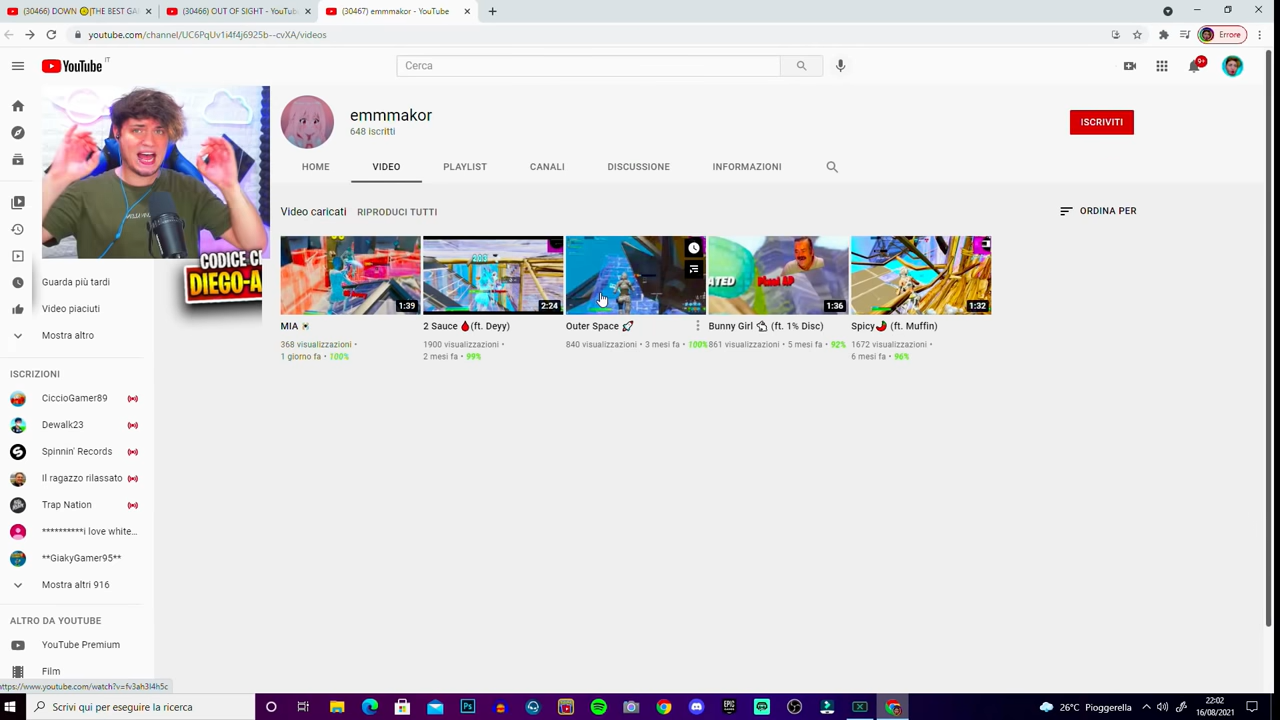 (30466) DOWN 😔|THE BEST GA
(30466) OUT OF SIGHT - YouTub
(30467) emmmakor - YouTube
youtube.com/channel/UC6PqUv1i4f4j6925b--cvXA/videos
Errore
YouTube IT
Cerca
9+
emmmakor
648 iscritti
ISCRIVITI
HOME
VIDEO
PLAYLIST
CANALI
DISCUSSIONE
INFORMAZIONI
Video caricati
RIPRODUCI TUTTI
ORDINA PER
CODICE
DIEGO-A
Guarda più tardi
Video piaciuti
Mostra altro
1:39
2:24
1:36
1:32
MIA
368 visualizzazioni •
1 giorno fa • 100%
2 Sauce 🩸(ft. Deyy)
1900 visualizzazioni •
2 mesi fa • 99%
Outer Space 🚀
840 visualizzazioni • 3 mesi fa • 100%
Bunny Girl (ft. 1% Disc)
861 visualizzazioni • 5 mesi fa • 92%
Spicy🌶 (ft. Muffin)
1672 visualizzazioni •
6 mesi fa • 96%
ISCRIZIONI
CiccioGamer89
Dewalk23
Spinnin' Records
Il ragazzo rilassato
Trap Nation
**********i love white...
**GiakyGamer95**
Mostra altri 916
ALTRO DA YOUTUBE
YouTube Premium
Film
https://www.youtube.com/watch?v=fv3ah3l4h5c
Scrivi qui per eseguire la ricerca
26°C Pioggerella
22:02
16/08/2021